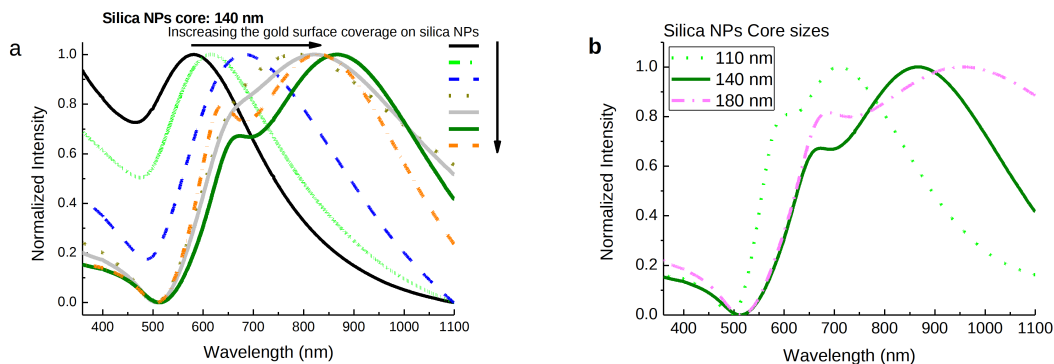 Silica NPs core: 140 nm
Inscreasing the gold surface coverage on silica NPs
a
1.0
0.8
0.6
0.4
0.2
0.0
Normalized Intensity
400 500 600 700 800 900 1000 1100
Wavelength (nm)
b
Silica NPs Core sizes
110 nm
140 nm
180 nm
1.0
0.8
0.6
0.4
0.2
0.0
Normalized Intensity
400 500 600 700 800 900 1000 1100
Wavelength (nm)